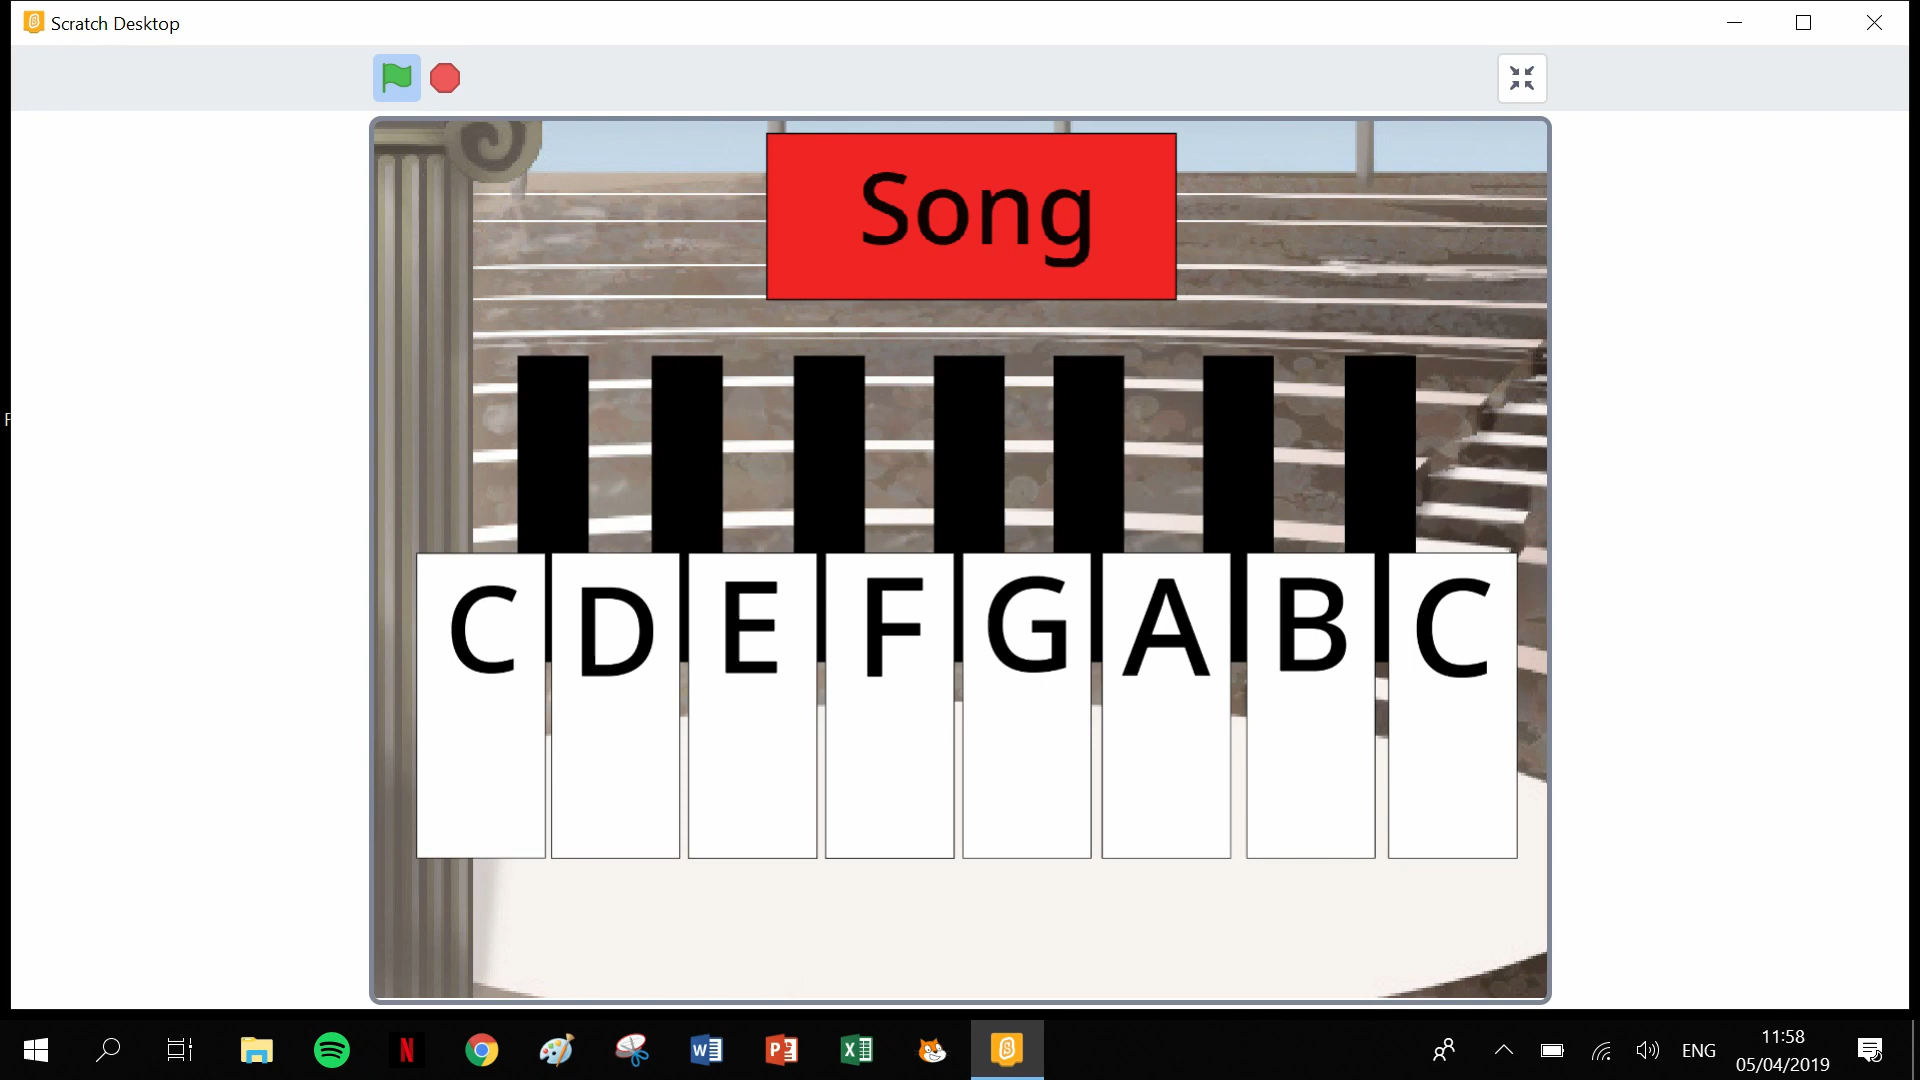 Scratch Desktop
Song
C D E F G A B C
F
11:58
ENG
05/04/2019